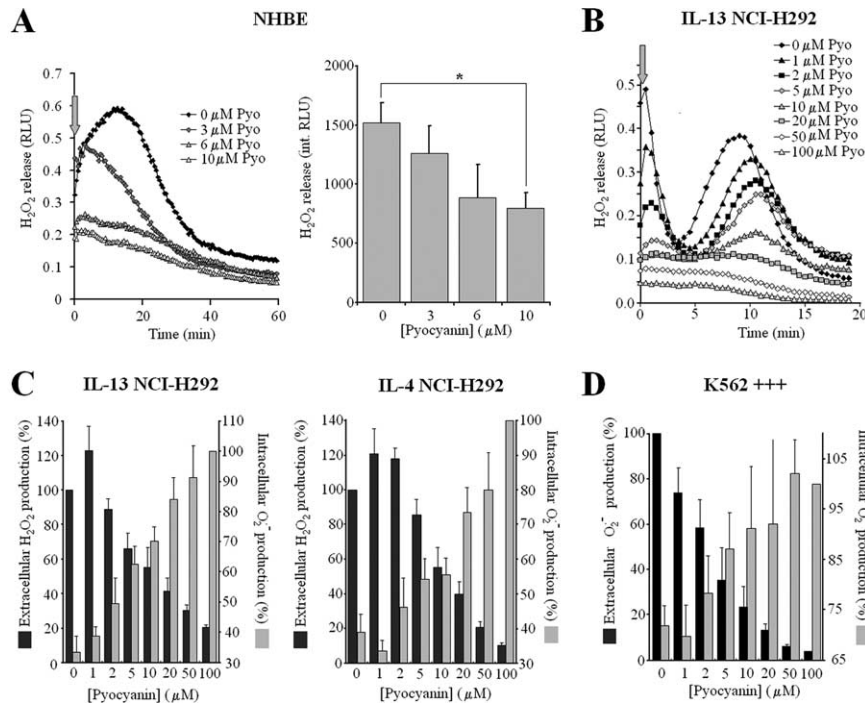 A
NHBE
H₂O₂ release (RLU)
0.7
0.6
0.5
0.4
0.3
0.2
0.1
0
0 20 40 60
Time (min)
0 µM Pyo
3 µM Pyo
6 µM Pyo
10 µM Pyo
H₂O₂ release (int. RLU)
2000
1500
1000
500
0
*
0 3 6 10
[Pyocyanin] (µM)
B
IL-13 NCI-H292
H₂O₂ release (RLU)
0.5
0.4
0.3
0.2
0.1
0.0
0 5 10 15 20
Time (min)
0 µM Pyo
1 µM Pyo
2 µM Pyo
5 µM Pyo
10 µM Pyo
20 µM Pyo
50 µM Pyo
100 µM Pyo
C
IL-13 NCI-H292
Extracellular H₂O₂ production (%)
140
120
100
80
60
40
20
0
110
100
90
80
70
60
50
40
30
Intracellular O₂⁻ production (%)
0 1 2 5 10 20 50 100
[Pyocyanin] (µM)
IL-4 NCI-H292
Extracellular H₂O₂ production (%)
140
120
100
80
60
40
20
0
100
90
80
70
60
50
40
30
Intracellular O₂⁻ production (%)
0 1 2 5 10 20 50 100
[Pyocyanin] (µM)
D
K562 +++
Extracellular O₂⁻ production (%)
100
80
60
40
20
0
105
95
85
75
65
Intracellular O₂⁻ production (%)
0 1 2 5 10 20 50 100
[Pyocyanin] (µM)